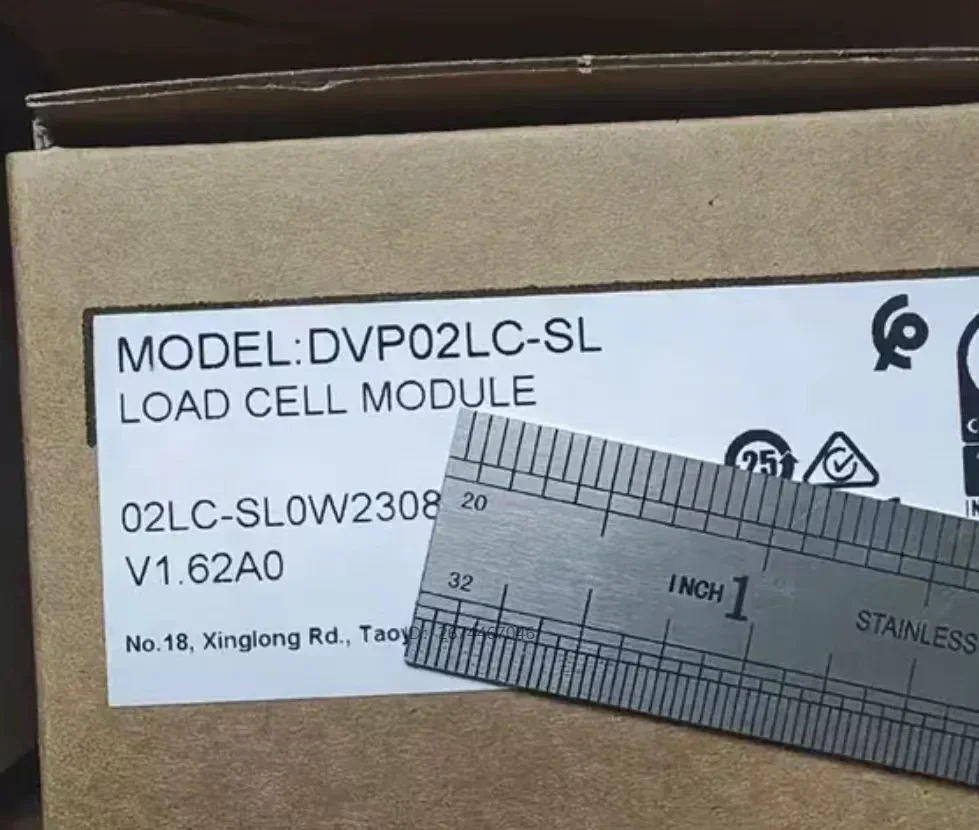 MODEL:DVP02LC-SL
LOAD CELL MODULE
25
02LC-SL0W2308
V1.62A0
No.18, Xinglong Rd., Taoy
20
32
INCH 1
STAINLESS